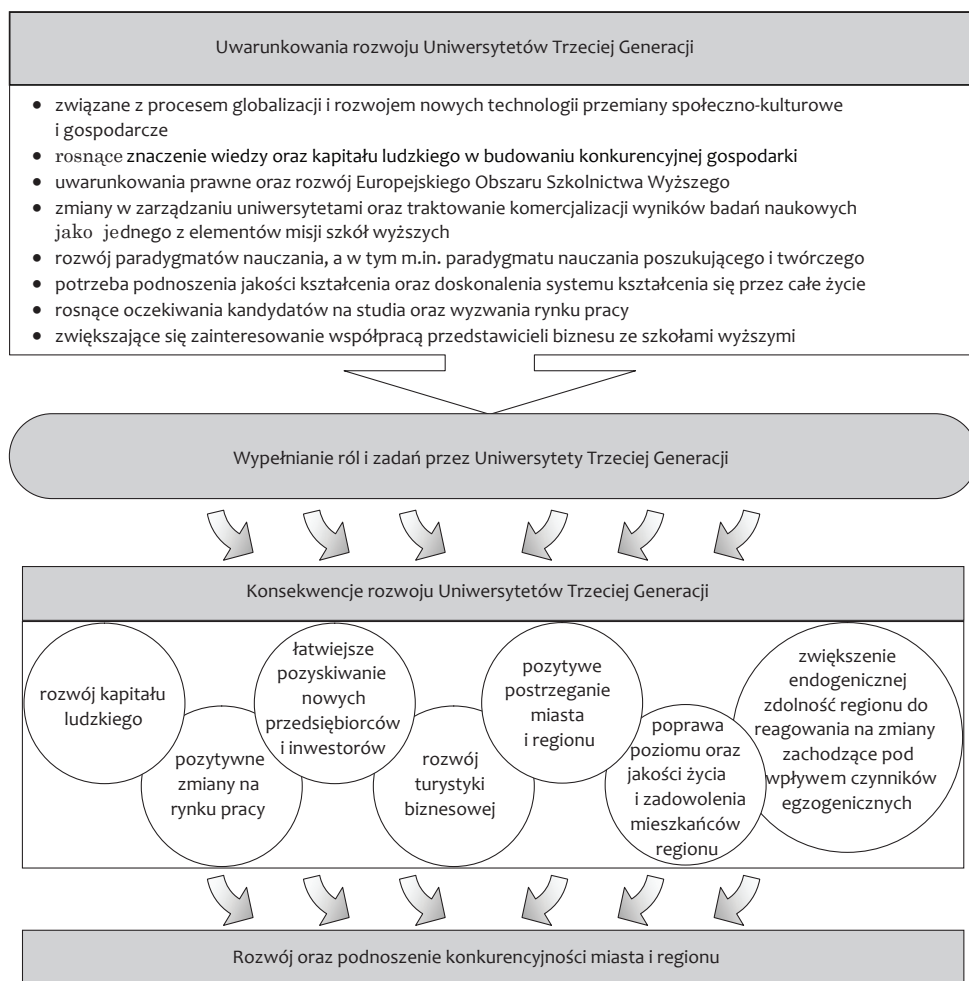 Uwarunkowania rozwoju Uniwersytetów Trzeciej Generacji
• związane z procesem globalizacji i rozwojem nowych technologii przemiany społeczno-kulturowe
i gospodarcze
• rosnące znaczenie wiedzy oraz kapitału ludzkiego w budowaniu konkurencyjnej gospodarki
• uwarunkowania prawne oraz rozwój Europejskiego Obszaru Szkolnictwa Wyższego
• zmiany w zarządzaniu uniwersytetami oraz traktowanie komercjalizacji wyników badań naukowych
jako jednego z elementów misji szkół wyższych
• rozwój paradygmatów nauczania, a w tym m.in. paradygmatu nauczania poszukującego i twórczego
• potrzeba podnoszenia jakości kształcenia oraz doskonalenia systemu kształcenia się przez całe życie
• rosnące oczekiwania kandydatów na studia oraz wyzwania rynku pracy
• zwiększające się zainteresowanie współpracą przedstawicieli biznesu ze szkołami wyższymi
Wypełnianie ról i zadań przez Uniwersytety Trzeciej Generacji
Konsekwencje rozwoju Uniwersytetów Trzeciej Generacji
rozwój kapitału
ludzkiego
pozytywne
zmiany na
rynku pracy
łatwiejsze
pozyskiwanie
nowych
przedsiębiorców
i inwestorów
rozwój
turystyki
biznesowej
pozytywe
postrzeganie
miasta
i regionu
poprawa
poziomu oraz
jakości życia
i zadowolenia
mieszkańców
regionu
zwiększenie
endogenicznej
zdolność regionu do
reagowania na zmiany
zachodzące pod
wpływem czynników
egzogenicznych
Rozwój oraz podnoszenie konkurencyjności miasta i regionu